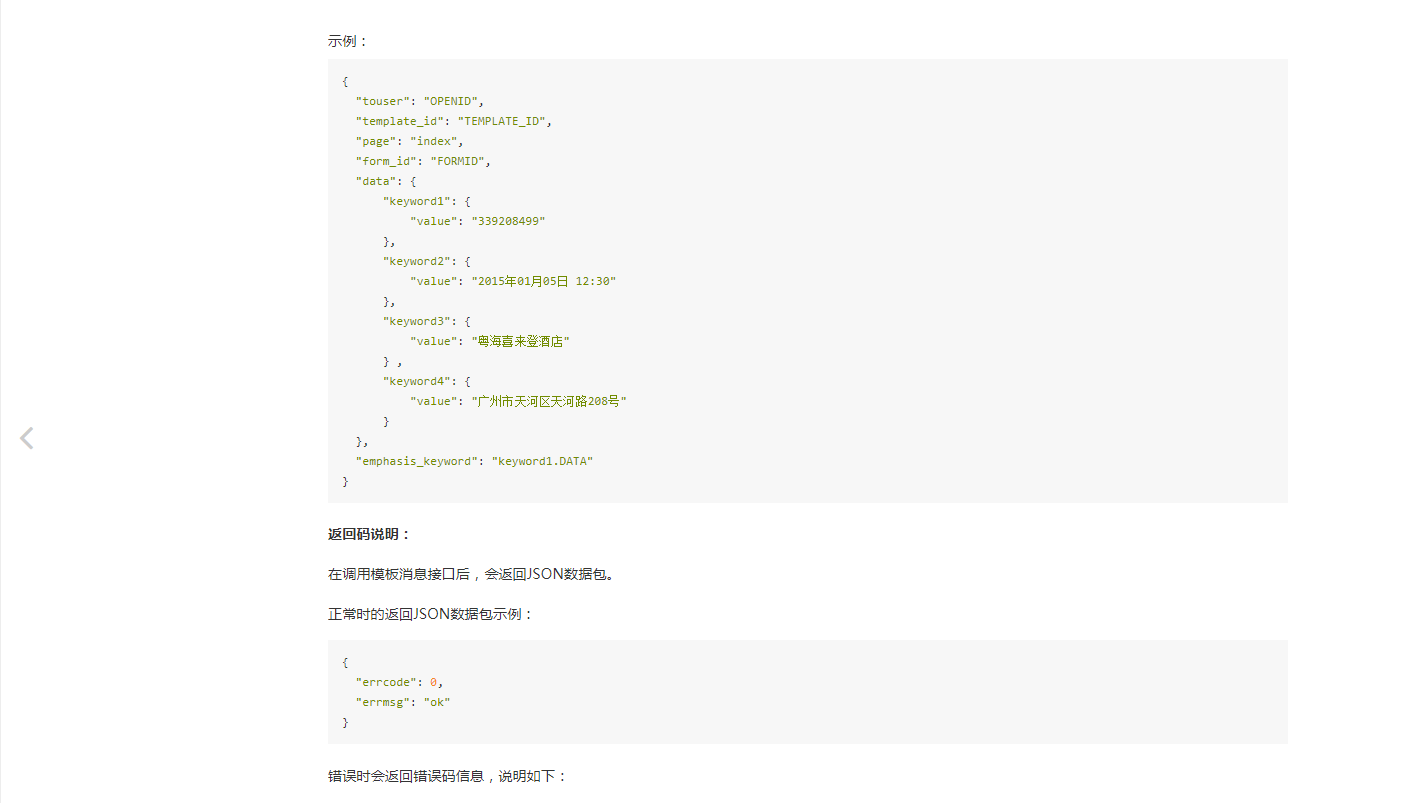 示例：
{
  "touser": "OPENID",
  "template_id": "TEMPLATE_ID",
  "page": "index",
  "form_id": "FORMID",
  "data": {
      "keyword1": {
          "value": "339208499"
      },
      "keyword2": {
          "value": "2015年01月05日 12:30"
      },
      "keyword3": {
          "value": "粤海喜来登酒店"
      } ,
      "keyword4": {
          "value": "广州市天河区天河路208号"
      }
  },
  "emphasis_keyword": "keyword1.DATA"
}
返回码说明：
在调用模板消息接口后，会返回JSON数据包。
正常时的返回JSON数据包示例：
{
  "errcode": 0,
  "errmsg": "ok"
}
错误时会返回错误码信息，说明如下：